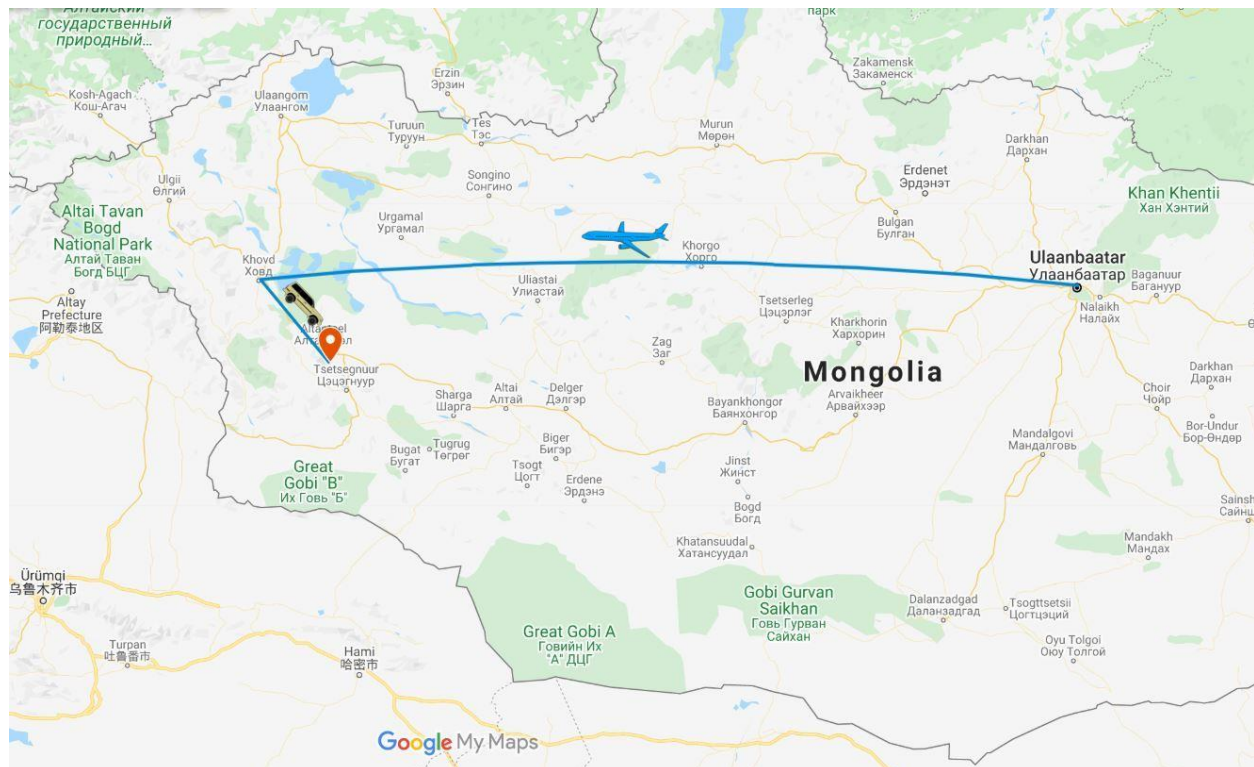 Алтайский
государственный
природный...
парк
Kosh-Agach
Кош-Агач
Erzin
Эрзин
Zakamensk
Закаменск
Ulaangom
Улаангом
Turuun
Туруун
Tes
Тэс
Murun
Мөрөн
Darkhan
Дархан
Ulgii
Өлгий
Songino
Сонгино
Erdenet
Эрдэнэт
Khan Khentii
Хан Хэнтий
Altai Tavan
Bogd
National Park
Алтай Таван
Богд БЦГ
Urgamal
Ургамал
Bulgan
Булган
Khovd
Ховд
Khorgo
Хорго
Ulaanbaatar
Улаанбаатар
Baganuur
Багануур
Altay
Prefecture
阿勒泰地区
Uliastai
Улиастай
Tsetserleg
Цэцэрлэг
Nalaikh
Налайх
Kharkhorin
Хархорин
Tsetsegnuur
Цэцэгнуур
Zag
Заг
Mongolia
Darkhan
Дархан
Sharga
Шарга
Altai
Алтай
Delger
Дэлгэр
Bayankhongor
Баянхонгор
Arvaikheer
Арвайхээр
Choir
Чойр
Bor-Undur
Бор-Өндөр
Bugat
Бугат
Tugrug
Төгрөг
Biger
Бигэр
Mandalgovi
Мандалговь
Great
Gobi "B"
Их Говь "Б"
Tsogt
Цогт
Erdene
Эрдэнэ
Jinst
Жинст
Bogd
Богд
Sainsh
Сайнш
Khatansuudal
Хатансуудал
Mandakh
Мандах
Ürümqi
乌鲁木齐市
Gobi Gurvan
Saikhan
Говь Гурван
Сайхан
Dalanzadgad
Даланзадгад
Tsogttsetsii
Цогтцэций
Great Gobi A
Говийн Их
"А" ДЦГ
Oyu Tolgoi
Оюу Толгой
Turpan
吐鲁番市
Hami
哈密市
Google My Maps